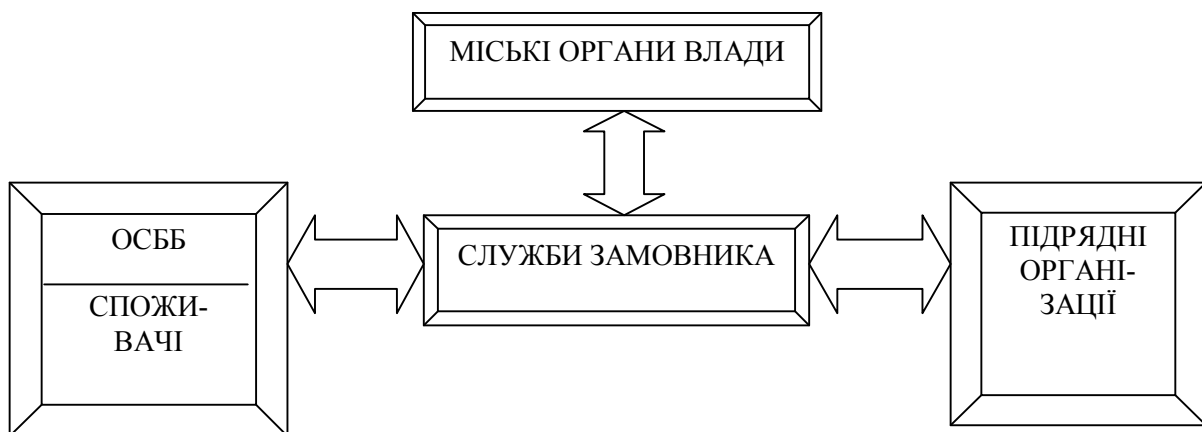 МІСЬКІ ОРГАНИ ВЛАДИ
ОСББ
СПОЖИ-
ВАЧІ
СЛУЖБИ ЗАМОВНИКА
ПІДРЯДНІ
ОРГАНІ-
ЗАЦІЇ